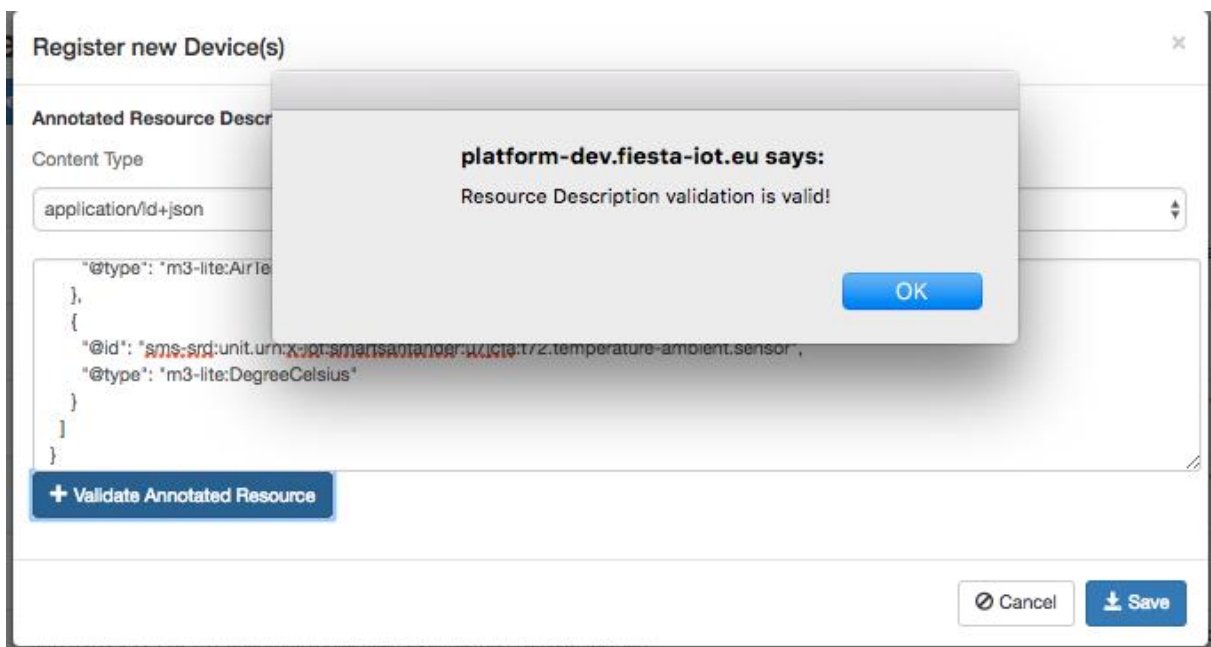 Register new Device(s)
×
Annotated Resource Descr
Content Type
application/ld+json
platform-dev.fiesta-iot.eu says:
Resource Description validation is valid!
OK
"@type": "m3-lite:AirTe
},
{
"@id": "sms-srd:unit.urn:x-iot:smartsantander:u7jcfa:t72.temperature-ambient.sensor",
"@type": "m3-lite:DegreeCelsius"
}
]
}
+ Validate Annotated Resource
Cancel
Save